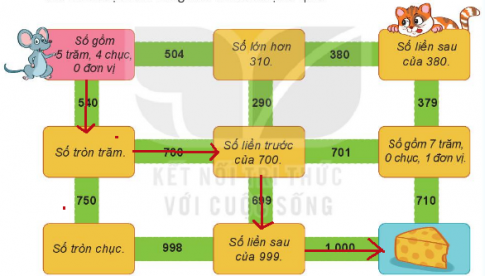 Số gồm
5 trăm, 4 chục,
0 đơn vị
504
Số lớn hơn
310.
380
Số liền sau
của 380.
540
290
379
Số tròn trăm.
700
Số liền trước
của 700.
701
Số gồm 7 trăm,
0 chục, 1 đơn vị.
KẾT NỐI TRI THỨC
VỚI CUỘC SỐNG
750
699
710
Số tròn chục.
998
Số liền sau
của 999.
1 000